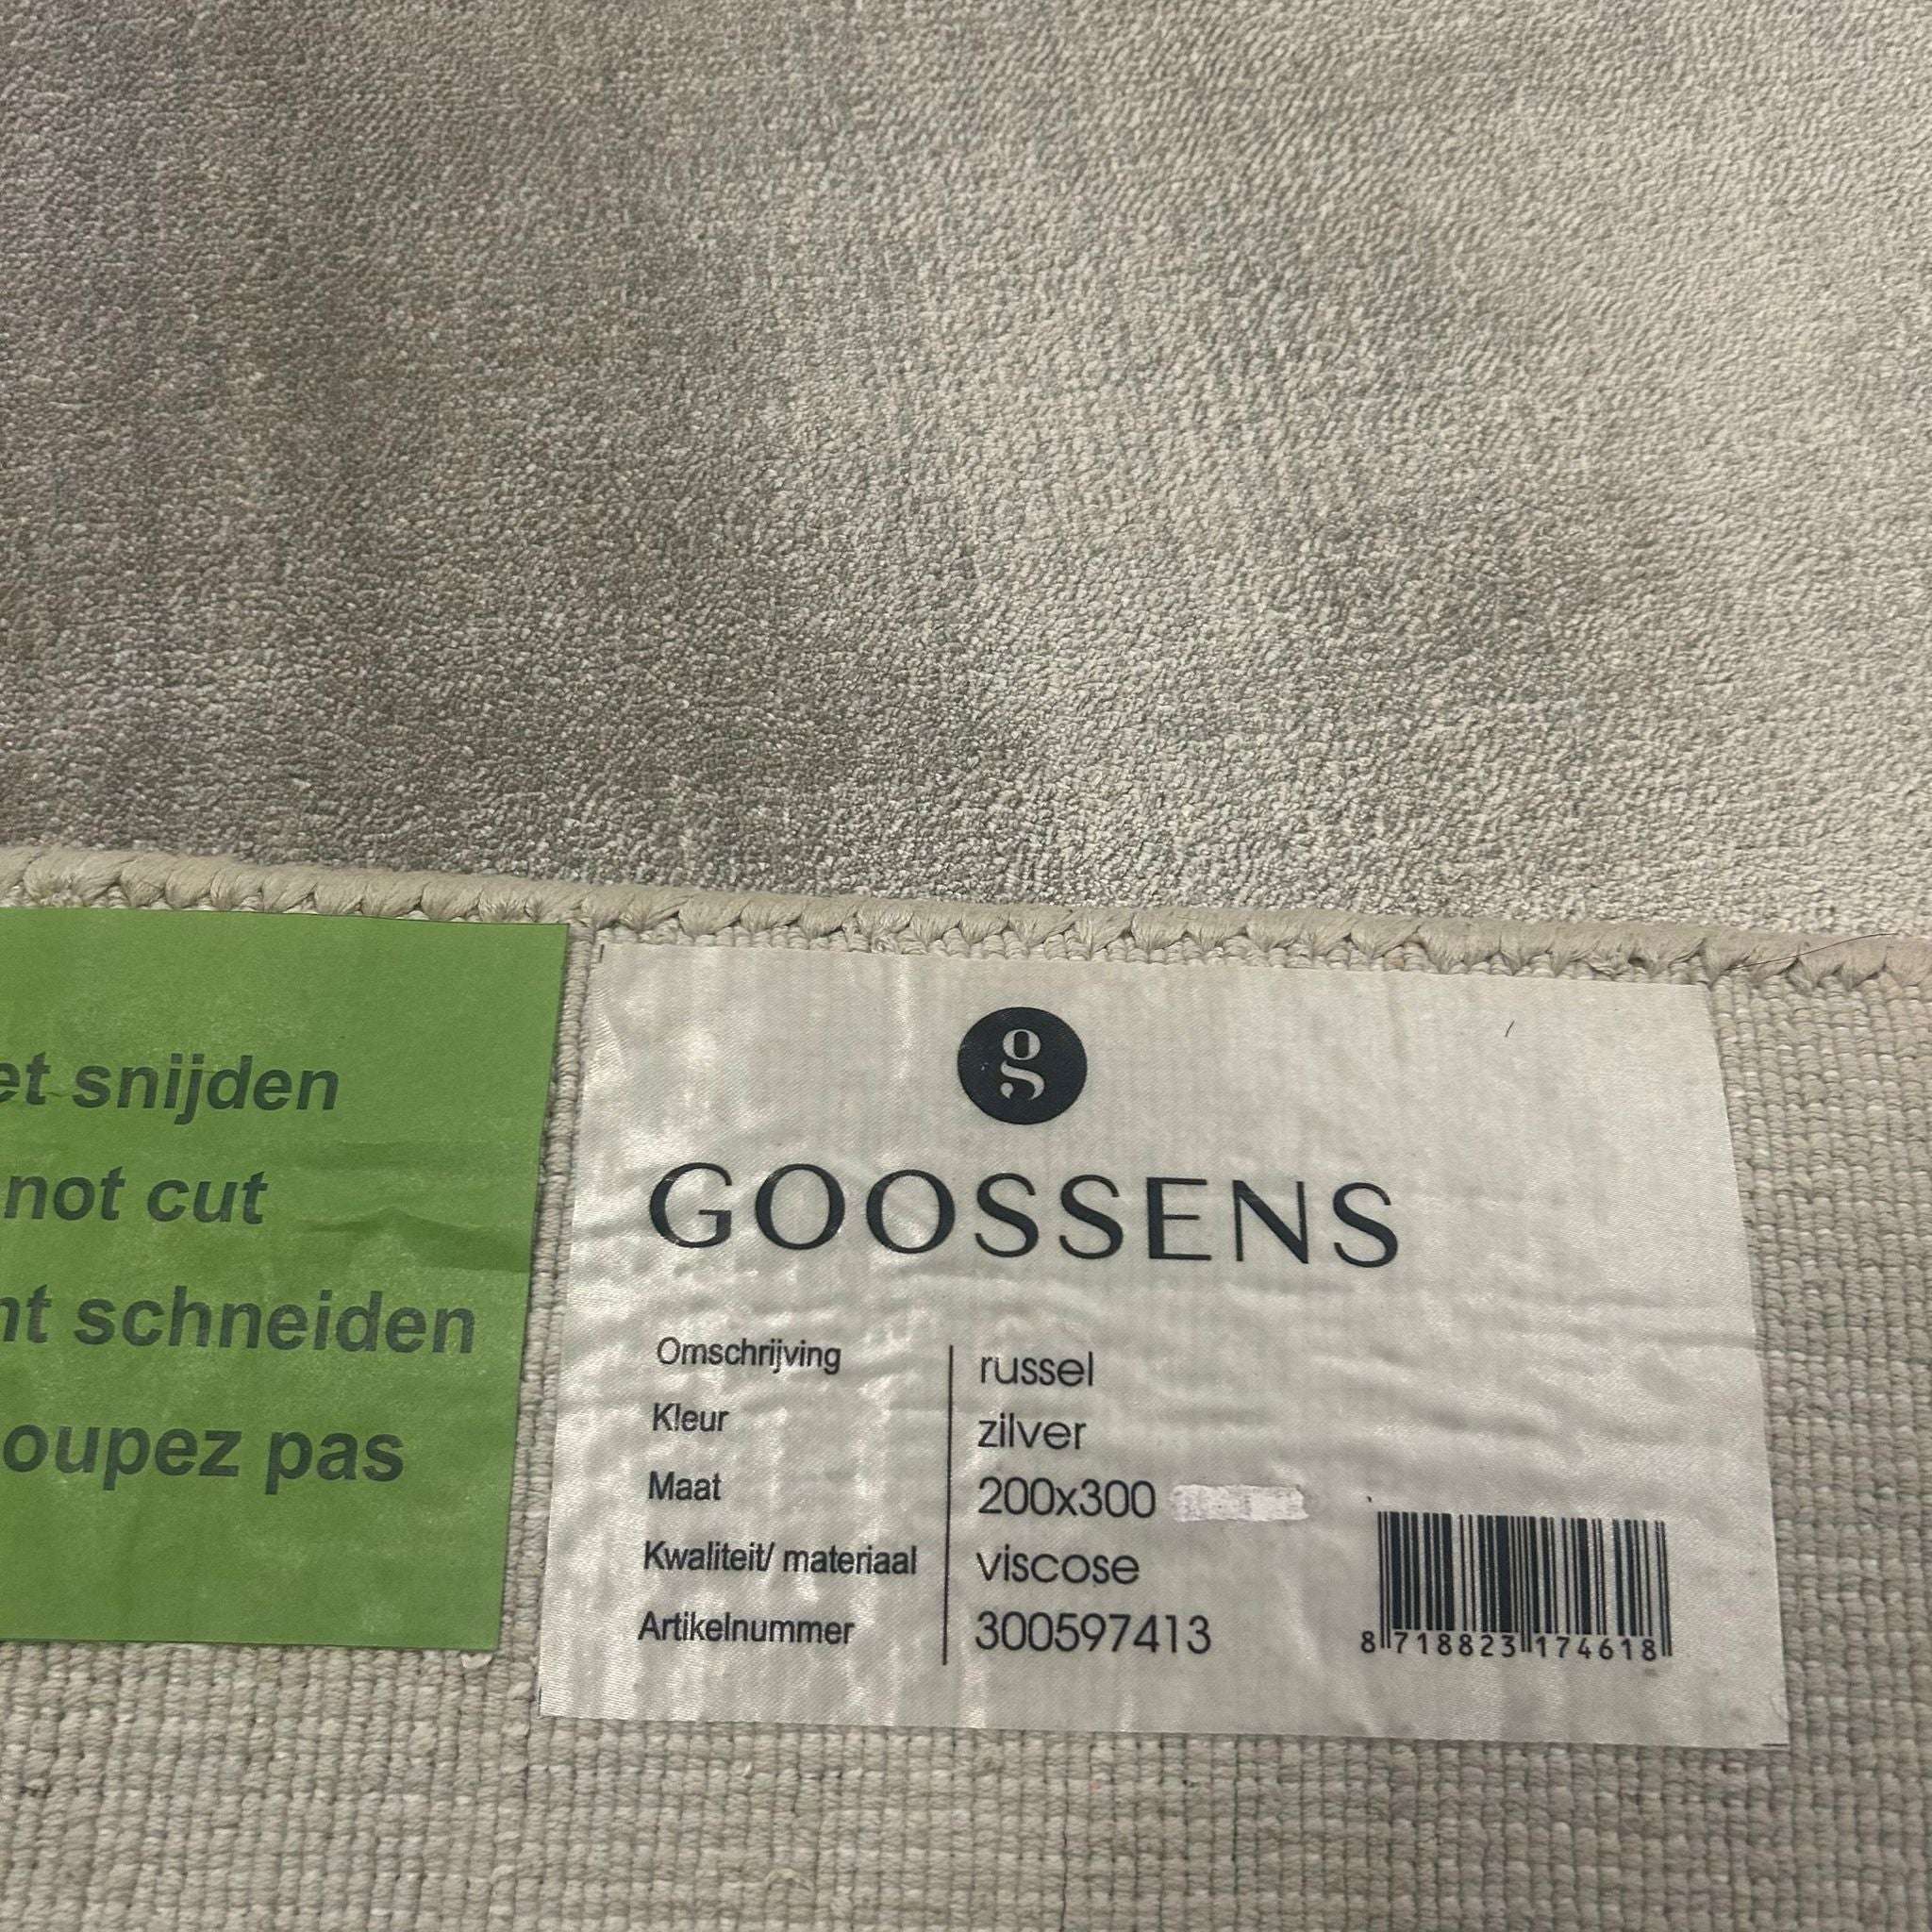 et snijden
not cut
nt schneiden
oupez pas
g
GOOSSENS
Omschrijving russel
Kleur zilver
Maat 200x300
Kwaliteit/ materiaal viscose
Artikelnummer 300597413
8 718823 174618